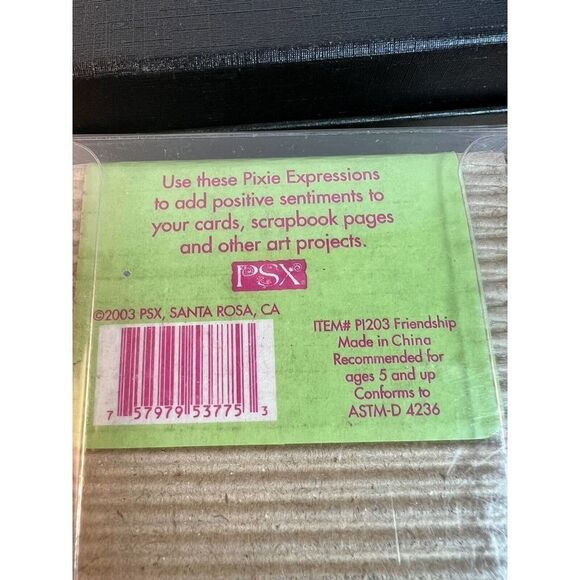 Use these Pixie Expressions
to add positive sentiments to
your cards, scrapbook pages
and other art projects.
PSX
©2003 PSX, SANTA ROSA, CA
ITEM# PI203 Friendship
Made in China
Recommended for
ages 5 and up
Conforms to
ASTM-D 4236
7 57979 53775 3